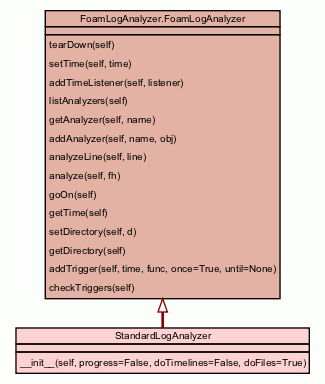 FoamLogAnalyzer.FoamLogAnalyzer
tearDown(self)
setTime(self, time)
addTimeListener(self, listener)
listAnalyzers(self)
getAnalyzer(self, name)
addAnalyzer(self, name, obj)
analyzeLine(self, line)
analyze(self, fh)
goOn(self)
getTime(self)
setDirectory(self, d)
getDirectory(self)
addTrigger(self, time, func, once=True, until=None)
checkTriggers(self)
StandardLogAnalyzer
__init__(self, progress=False, doTimelines=False, doFiles=True)